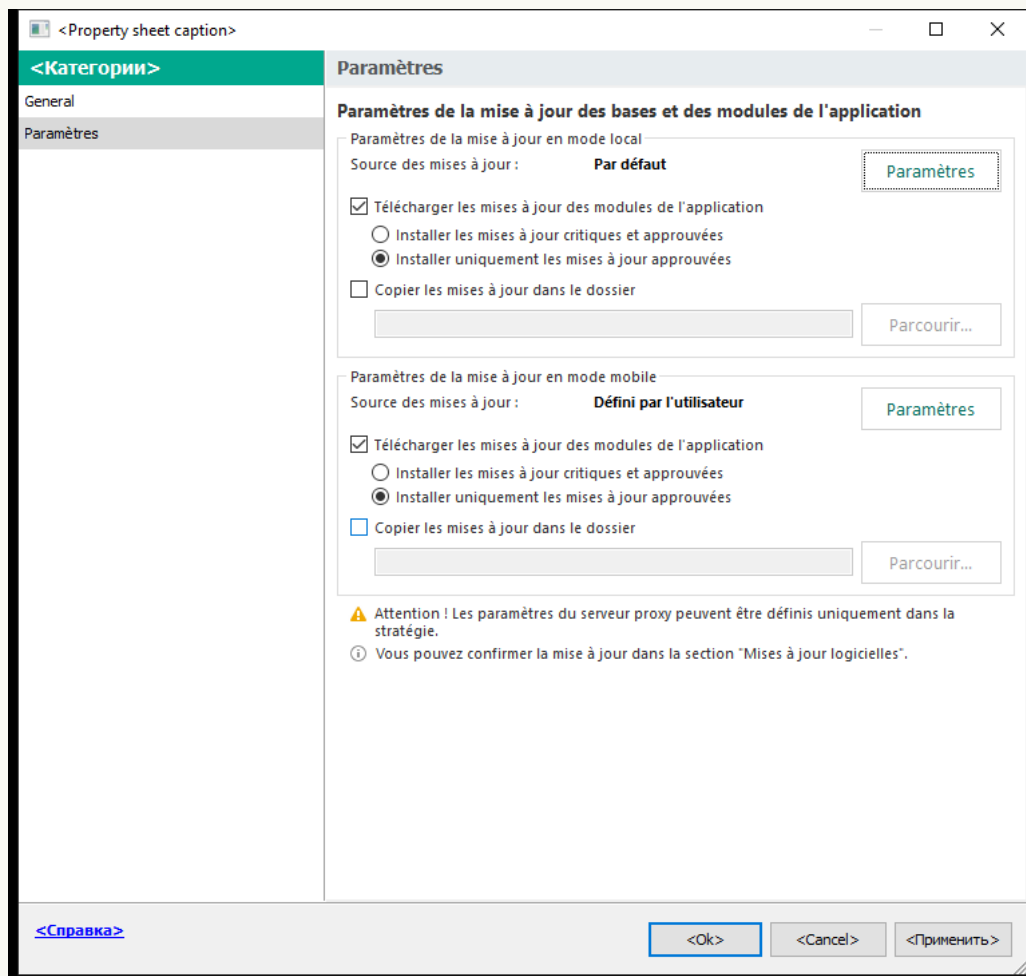 <Property sheet caption>
<Категории>
General
Paramètres
Paramètres
Paramètres de la mise à jour des bases et des modules de l'application
Paramètres de la mise à jour en mode local
Source des mises à jour : Par défaut
Paramètres
Télécharger les mises à jour des modules de l'application
Installer les mises à jour critiques et approuvées
Installer uniquement les mises à jour approuvées
Copier les mises à jour dans le dossier
Parcourir...
Paramètres de la mise à jour en mode mobile
Source des mises à jour : Défini par l'utilisateur
Paramètres
Télécharger les mises à jour des modules de l'application
Installer les mises à jour critiques et approuvées
Installer uniquement les mises à jour approuvées
Copier les mises à jour dans le dossier
Parcourir...
Attention ! Les paramètres du serveur proxy peuvent être définis uniquement dans la
stratégie.
Vous pouvez confirmer la mise à jour dans la section "Mises à jour logicielles".
<Справка>
<Ok>
<Cancel>
<Применить>